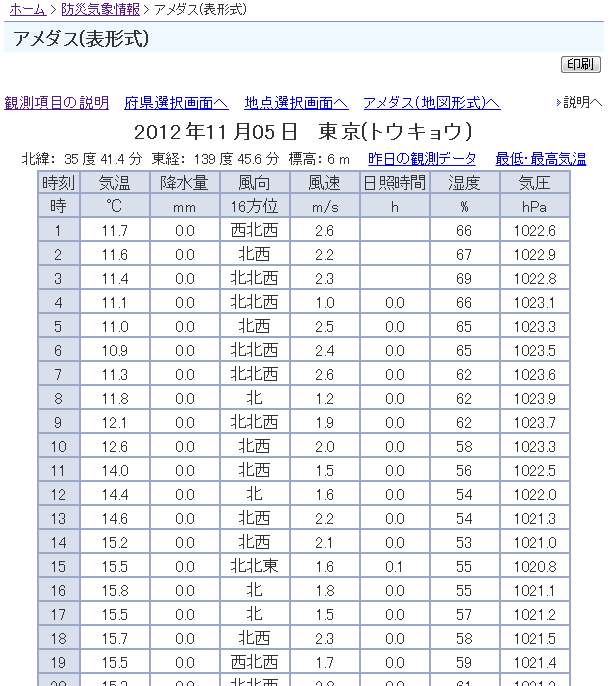 ホーム > 防災気象情報 > アメダス(表形式)
アメダス(表形式)
印刷
観測項目の説明 府県選択画面へ 地点選択画面へ アメダス(地図形式)へ 説明へ
2012年11月05日 東京(トウキョウ)
北緯: 35 度 41.4 分 東経: 139 度 45.6 分 標高: 6 m 昨日の観測データ 最低・最高気温
時刻 気温 降水量 風向 風速 日照時間 湿度 気圧
時 ℃ mm 16方位 m/s h % hPa
1 11.7 0.0 西北西 2.6 66 1022.6
2 11.6 0.0 北西 2.2 67 1022.9
3 11.4 0.0 北北西 2.3 69 1022.8
4 11.1 0.0 北北西 1.0 0.0 66 1023.1
5 11.0 0.0 北西 2.5 0.0 65 1023.3
6 10.9 0.0 北北西 2.4 0.0 65 1023.5
7 11.3 0.0 北北西 2.6 0.0 62 1023.6
8 11.8 0.0 北 1.2 0.0 62 1023.9
9 12.1 0.0 北北西 1.9 0.0 62 1023.7
10 12.6 0.0 北西 2.0 0.0 58 1023.3
11 14.0 0.0 北西 1.5 0.0 56 1022.5
12 14.4 0.0 北 1.6 0.0 54 1022.0
13 14.6 0.0 北西 2.2 0.0 54 1021.3
14 15.2 0.0 北西 2.1 0.0 53 1021.0
15 15.5 0.0 北北東 1.6 0.1 55 1020.8
16 15.8 0.0 北 1.8 0.0 55 1021.1
17 15.5 0.0 北 1.5 0.0 57 1021.2
18 15.7 0.0 北西 2.3 0.0 58 1021.5
19 15.5 0.0 西北西 1.7 0.0 59 1021.4